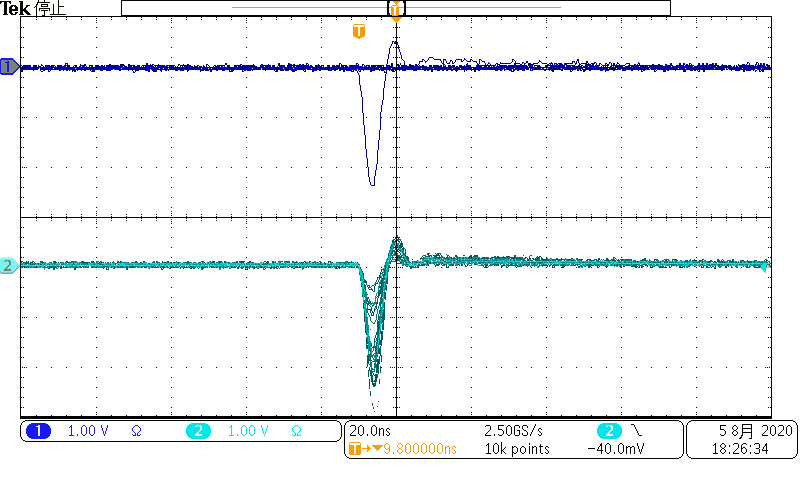 Tek 停止
T
T
1
2
1 1.00 V Ω 2 1.00 V Ω
20.0ns 2.50GS/s 2 -40.0mV
T→▼9.800000ns 10k points
5 8月 2020
18:26:34